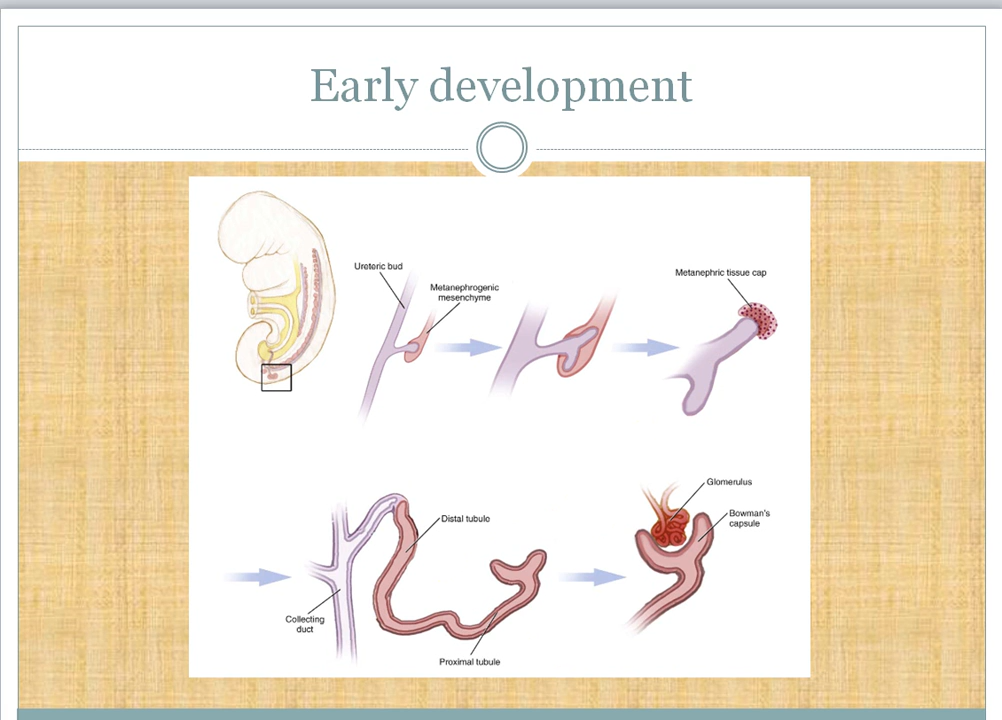 Early development
Ureteric bud
Metanephrogenic
mesenchyme
Metanephric tissue cap
Distal tubule
Collecting
duct
Proximal tubule
Glomerulus
Bowman's
capsule